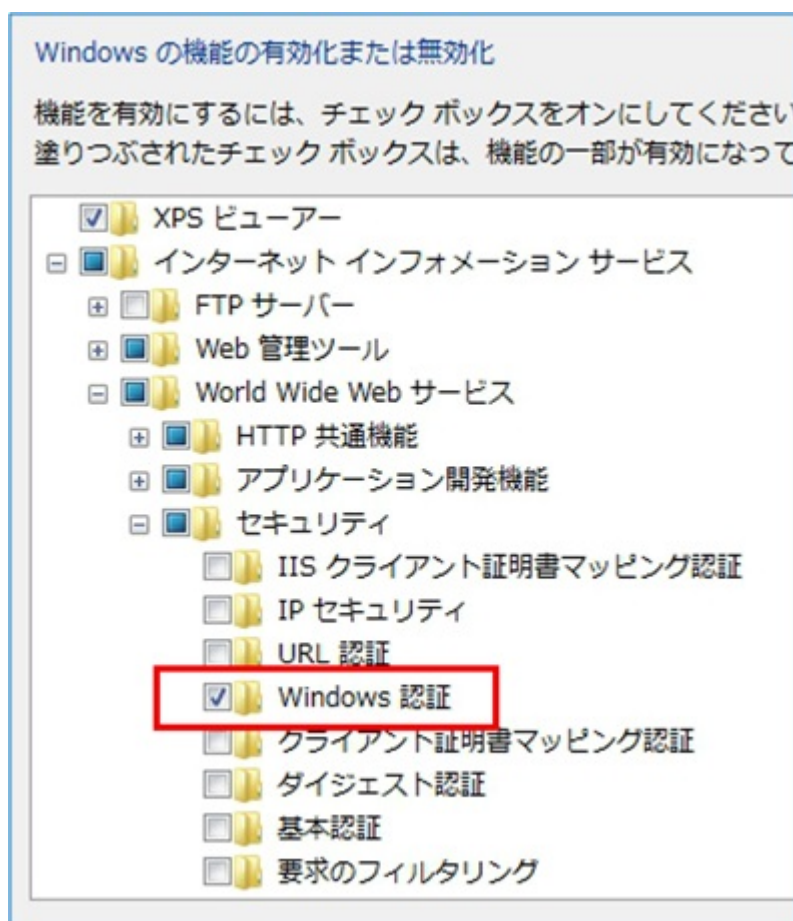 Windows の機能の有効化または無効化
機能を有効にするには、チェック ボックスをオンにしてください
塗りつぶされたチェック ボックスは、機能の一部が有効になって
XPS ビューアー
インターネット インフォメーション サービス
FTP サーバー
Web 管理ツール
World Wide Web サービス
HTTP 共通機能
アプリケーション開発機能
セキュリティ
IIS クライアント証明書マッピング認証
IP セキュリティ
URL 認証
Windows 認証
クライアント証明書マッピング認証
ダイジェスト認証
基本認証
要求のフィルタリング